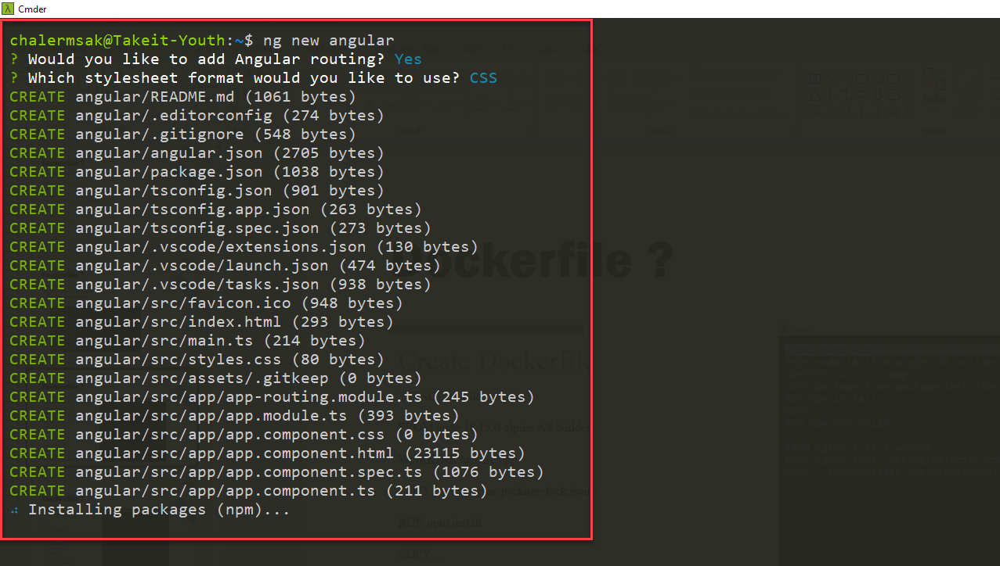 Cmder
chalermsak@Takeit-Youth:~$ ng new angular
? Would you like to add Angular routing? Yes
? Which stylesheet format would you like to use? CSS
CREATE angular/README.md (1061 bytes)
CREATE angular/.editorconfig (274 bytes)
CREATE angular/.gitignore (548 bytes)
CREATE angular/angular.json (2705 bytes)
CREATE angular/package.json (1038 bytes)
CREATE angular/tsconfig.json (901 bytes)
CREATE angular/tsconfig.app.json (263 bytes)
CREATE angular/tsconfig.spec.json (273 bytes)
CREATE angular/.vscode/extensions.json (130 bytes)
CREATE angular/.vscode/launch.json (474 bytes)
CREATE angular/.vscode/tasks.json (938 bytes)
CREATE angular/src/favicon.ico (948 bytes)
CREATE angular/src/index.html (293 bytes)
CREATE angular/src/main.ts (214 bytes)
CREATE angular/src/styles.css (80 bytes)
CREATE angular/src/assets/.gitkeep (0 bytes)
CREATE angular/src/app/app-routing.module.ts (245 bytes)
CREATE angular/src/app/app.module.ts (393 bytes)
CREATE angular/src/app/app.component.css (0 bytes)
CREATE angular/src/app/app.component.html (23115 bytes)
CREATE angular/src/app/app.component.spec.ts (1076 bytes)
CREATE angular/src/app/app.component.ts (211 bytes)
Installing packages (npm)...
Dockerfile ?
Create Dockerfile
RUN npm install
COPY . .